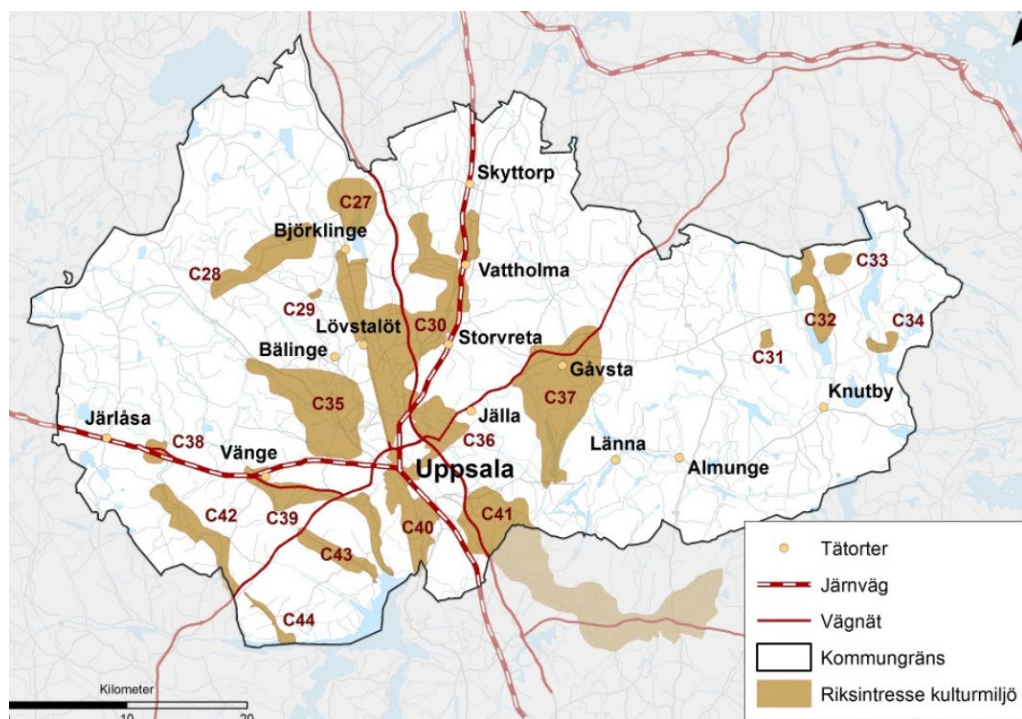 Skyttorp
C27
Björklinge
C28
Vattholma
C33
C29
Lövstalöt
C30
C32
C34
Storvreta
Bälinge
C31
Gåvsta
C35
C37
Knutby
Järlåsa
Jälla
C38
C36
Vänge
Länna
Uppsala
Almunge
C42
C39
C40
C41
C43
C44
Tätorter
Järnväg
Vägnät
Kommungräns
Riksintresse kulturmiljö
Kilometer
10
20